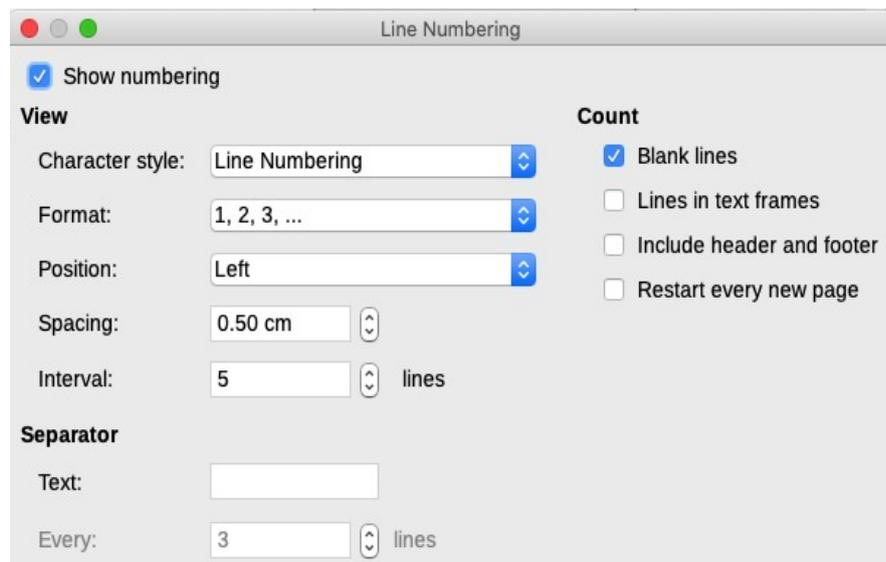 Line Numbering
Show numbering
View
Character style: Line Numbering
Format: 1, 2, 3, ...
Position: Left
Spacing: 0.50 cm
Interval: 5 lines
Separator
Text:
Every: 3 lines
Count
Blank lines
Lines in text frames
Include header and footer
Restart every new page